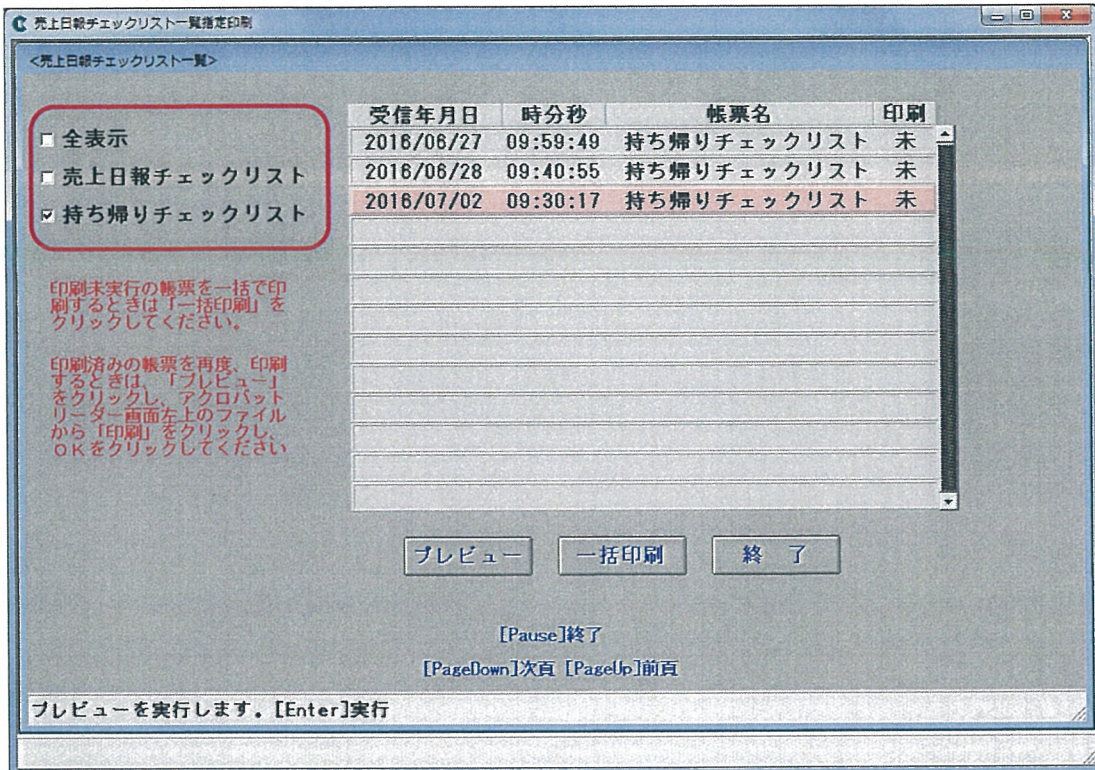 売上日報チェックリスト一覧指定印刷
<売上日報チェックリスト一覧>
全表示
売上日報チェックリスト
持ち帰りチェックリスト
印刷未実行の帳票を一括で印
刷するときは「一括印刷」を
クリックしてください。
印刷済みの帳票を再度、印刷
するときは、「プレビュー」
をクリックし、アクロバット
リーダー画面左上のファイル
から「印刷」をクリックし、
OKをクリックしてください
受信年月日 時分秒 帳票名 印刷
2016/06/27 09:59:49 持ち帰りチェックリスト 未
2016/06/28 09:40:55 持ち帰りチェックリスト 未
2016/07/02 09:30:17 持ち帰りチェックリスト 未
プレビュー 一括印刷 終 了
[Pause]終了
[PageDown]次頁 [PageUp]前頁
プレビューを実行します。[Enter]実行